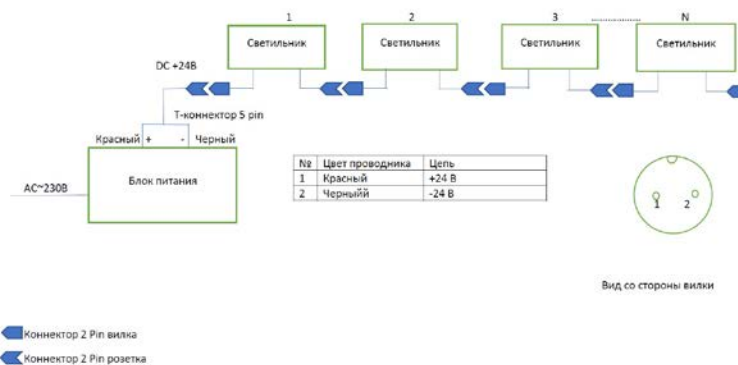 1 2 3 ............... N
Светильник Светильник Светильник Светильник
DC +24В
Т-коннектор 5 pin
Красный + - Черный
Блок питания
AC~230В
№ Цвет проводника Цепь
1 Красный +24 В
2 Черныйй -24 В
1 2
Вид со стороны вилки
Коннектор 2 Pin вилка
Коннектор 2 Pin розетка